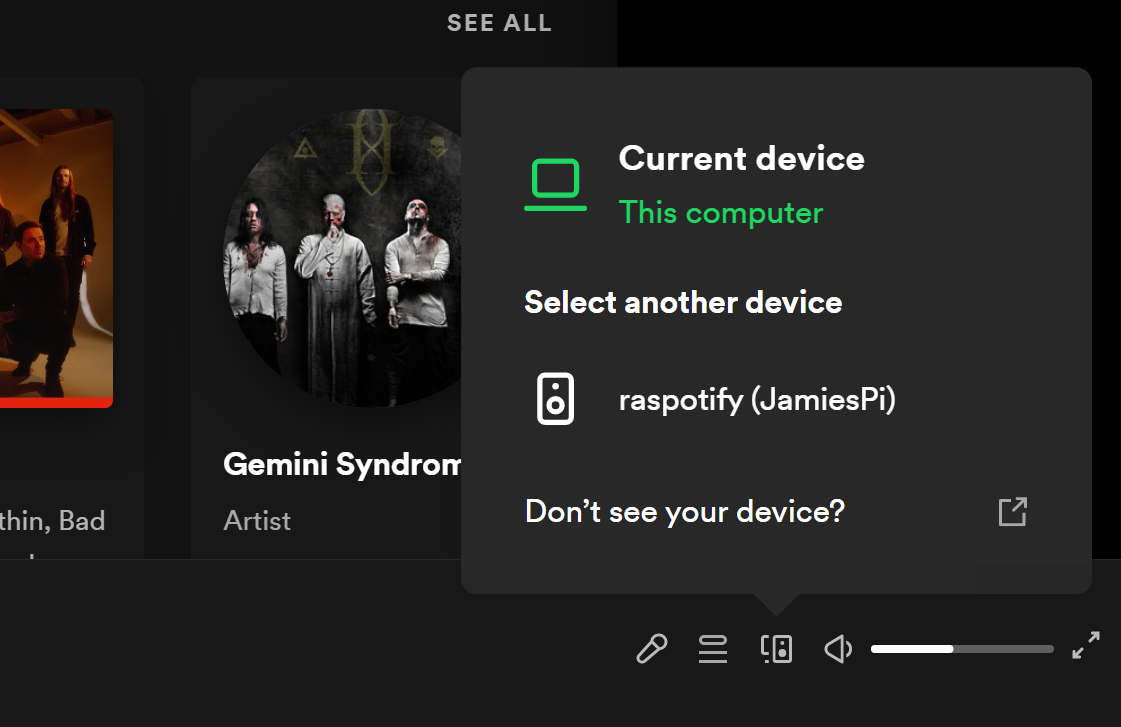 SEE ALL
Current device
This computer
Select another device
raspotify (JamiesPi)
Don’t see your device?
Gemini Syndrom
Artist
thin, Bad